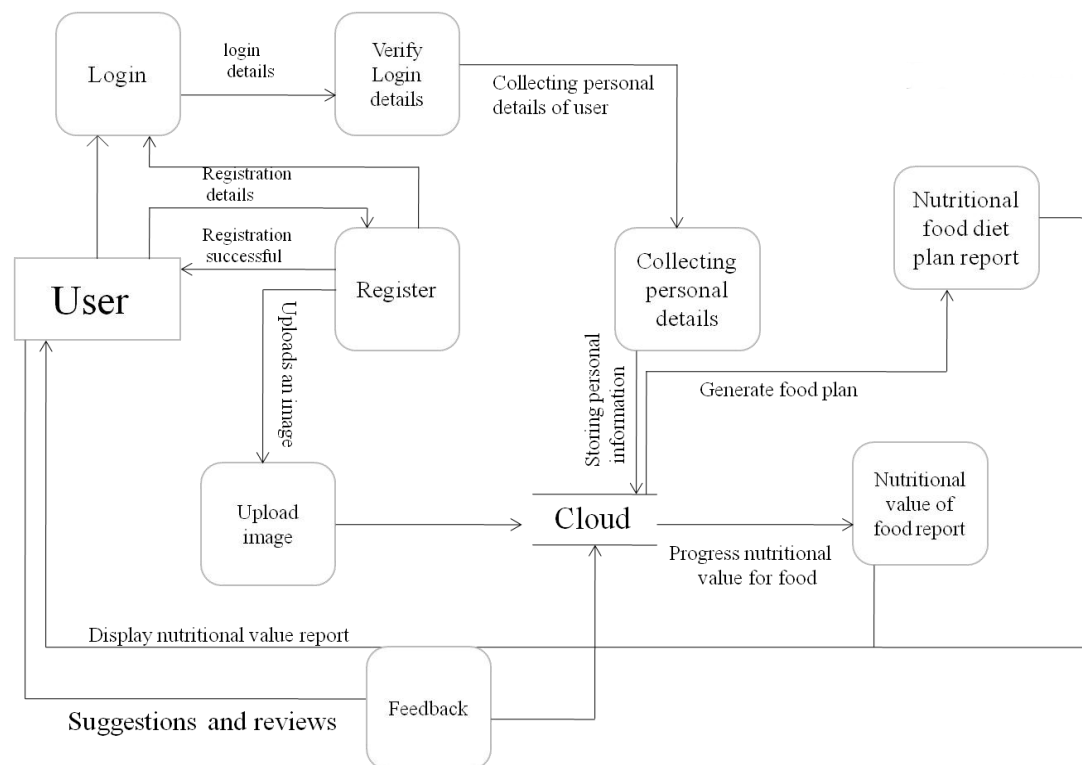 Login
login
details
Verify
Login
details
Collecting personal
details of user
Registration
details
Registration
successful
User
Register
Collecting
personal
details
Nutritional
food diet
plan report
Uploads an image
Storing personal
information
Generate food plan
Upload
image
Cloud
Nutritional
value of
food report
Progress nutritional
value for food
Display nutritional value report
Feedback
Suggestions and reviews